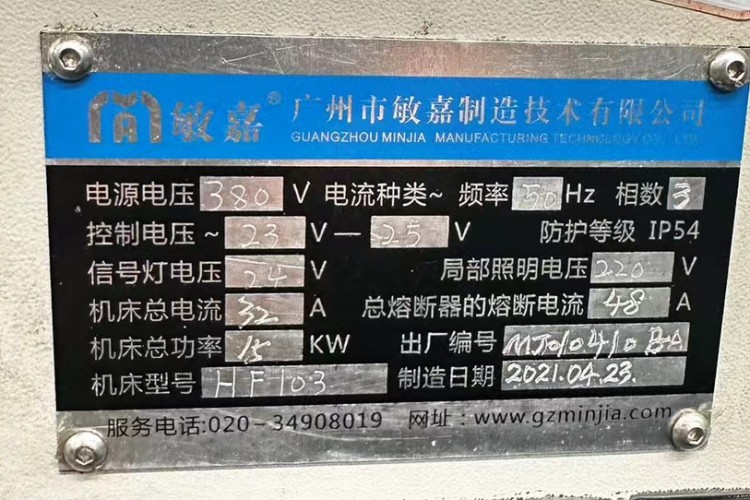 敏嘉® 广州市敏嘉制造技术有限公司
GUANGZHOU MINJIA MANUFACTURING TECHNOLOGY CO., LTD.
电源电压 380 V 电流种类~ 频率 50 Hz 相数 3
控制电压~ 23 V — 25 V 防护等级 IP54
信号灯电压 24 V 局部照明电压 220 V
机床总电流 32 A 总熔断器的熔断电流 48 A
机床总功率 15 KW 出厂编号
机床型号 HF103 制造日期 2021.04.23.
服务电话:020-34908019 网址: www.gzminjia.com